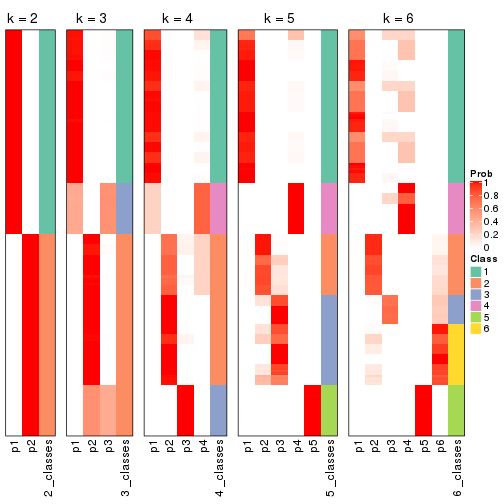 k = 2
k = 3
k = 4
k = 5
k = 6
p1
p2
2_classes
p1
p2
p3
3_classes
p1
p2
p3
p4
4_classes
p1
p2
p3
p4
p5
5_classes
p1
p2
p3
p4
p5
p6
6_classes
Prob
1
0.8
0.6
0.4
0.2
0
Class
1
2
3
4
5
6